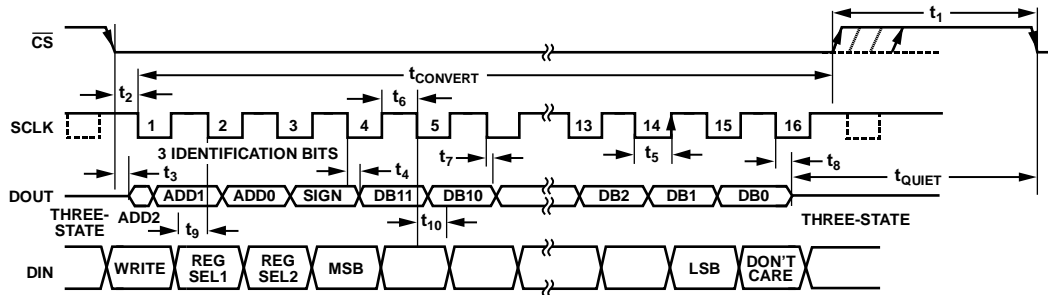 t1
CS
tCONVERT
t2
t6
SCLK
1 2 3 4 5 13 14 15 16
3 IDENTIFICATION BITS
t3 t4 t7 t5 t8
tQUIET
DOUT
ADD1 ADD0 SIGN DB11 DB10 DB2 DB1 DB0
THREE-
STATE
ADD2
THREE-STATE
t9
t10
DIN
WRITE
REG
SEL1
REG
SEL2
MSB
LSB
DON'T
CARE